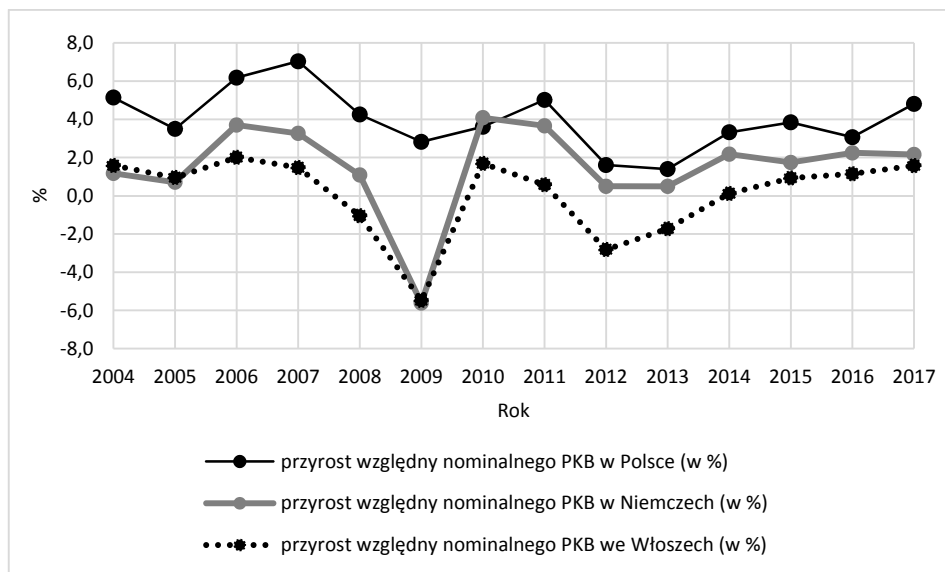 8,0
6,0
4,0
2,0
0,0
-2,0
-4,0
-6,0
-8,0
%
2004 2005 2006 2007 2008 2009 2010 2011 2012 2013 2014 2015 2016 2017
Rok
przyrost względny nominalnego PKB w Polsce (w %)
przyrost względny nominalnego PKB w Niemczech (w %)
przyrost względny nominalnego PKB we Włoszech (w %)